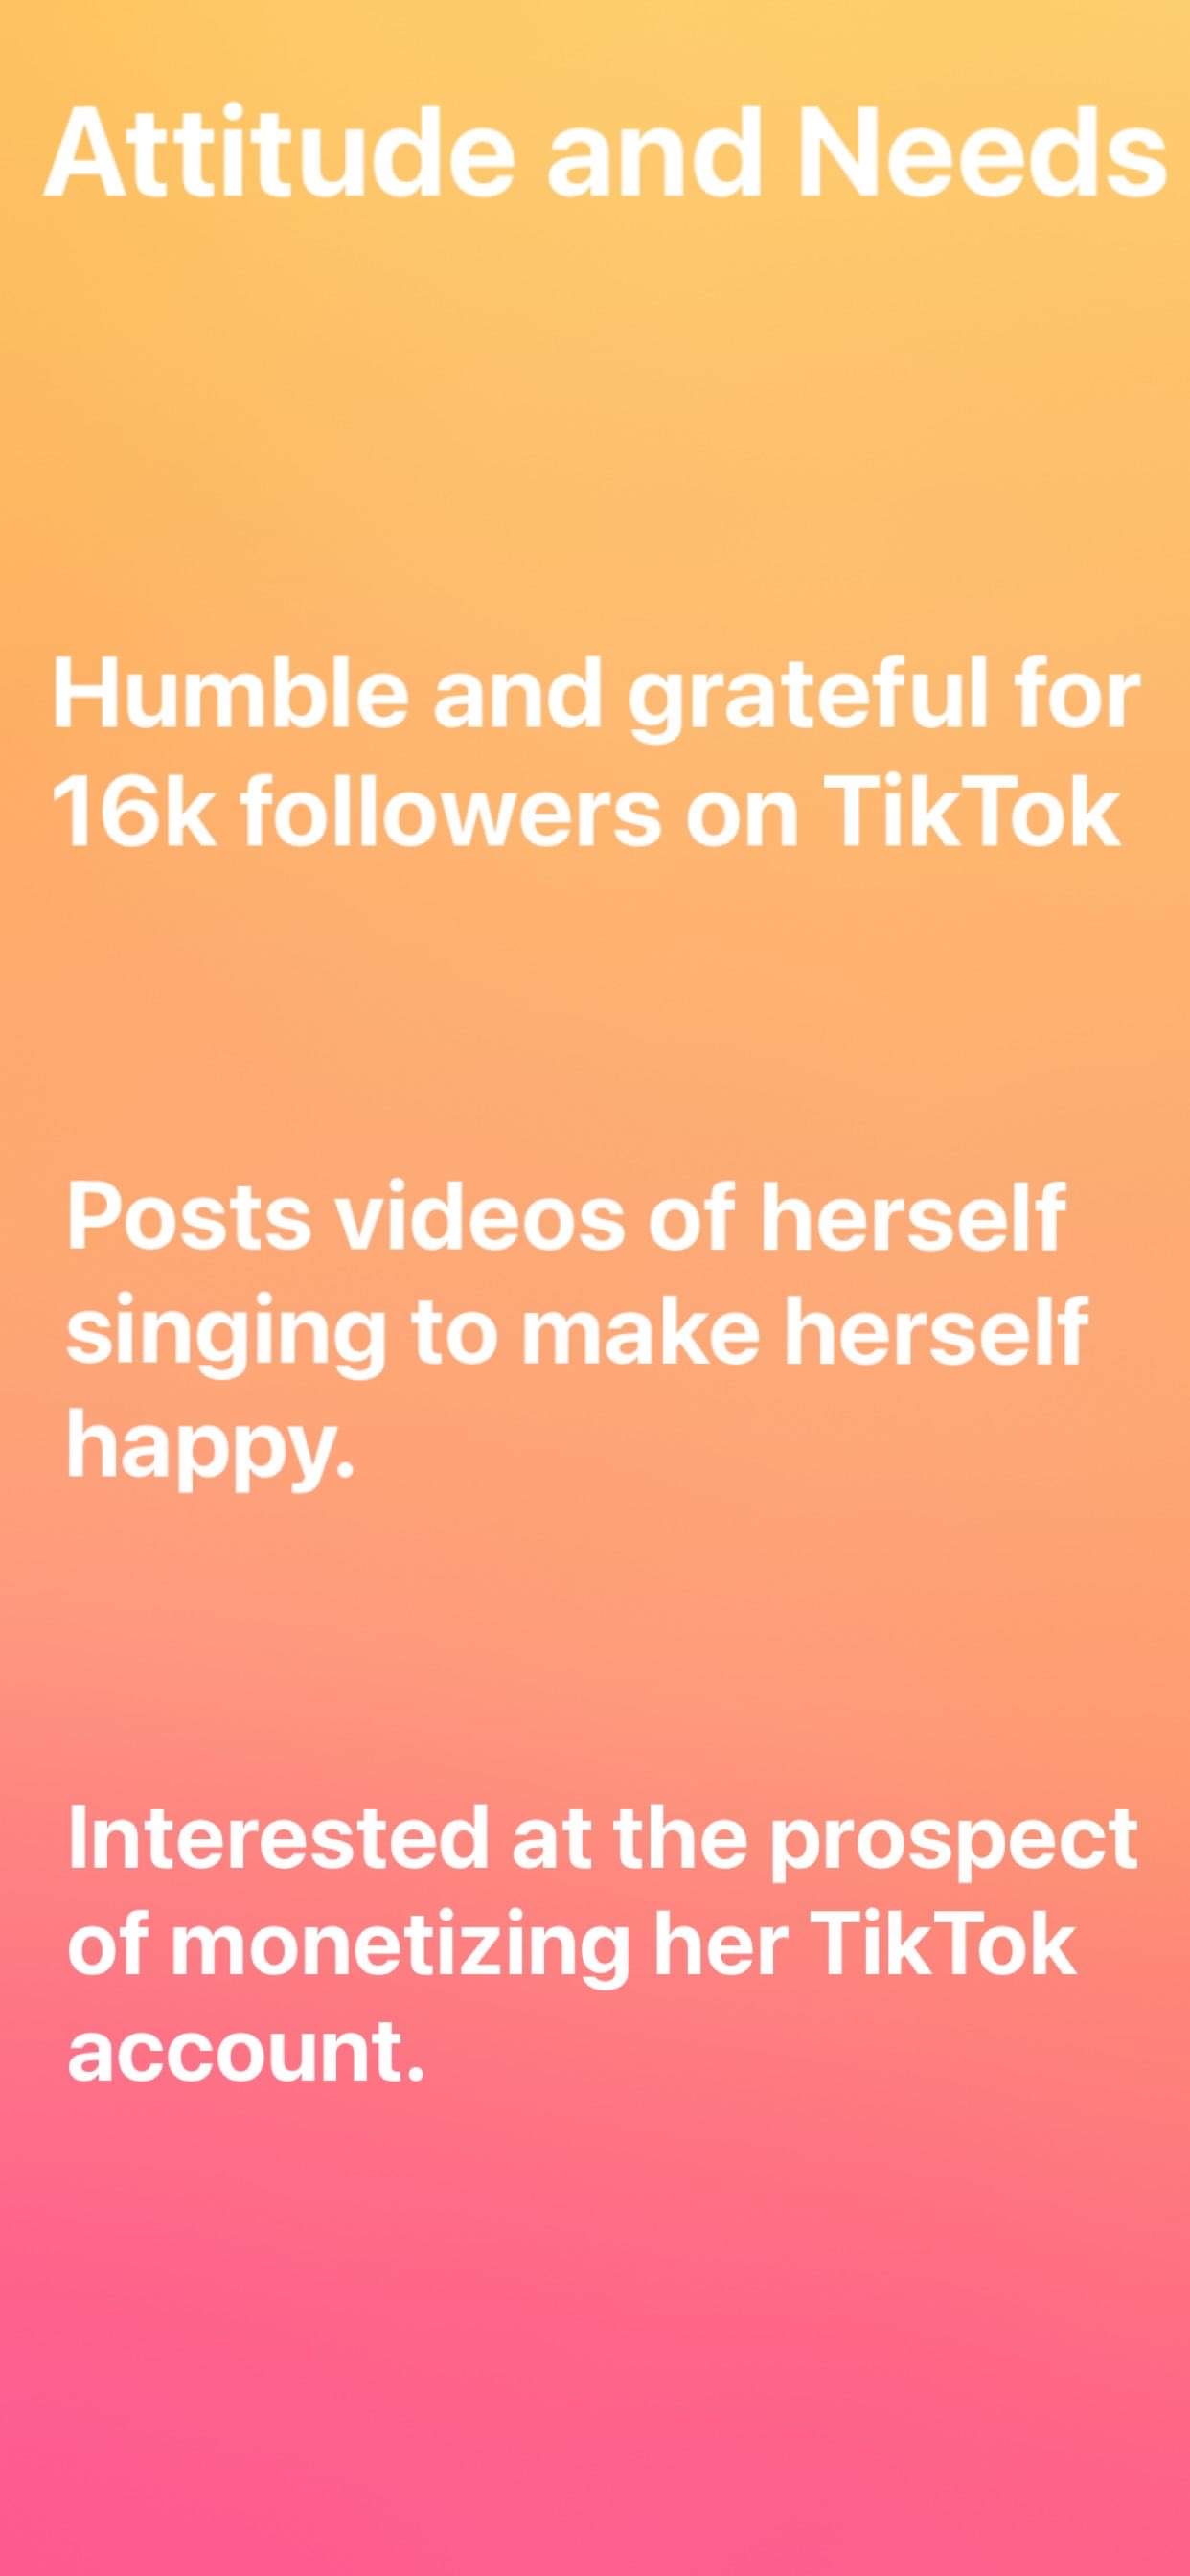 Attitude and Needs
Humble and grateful for
16k followers on TikTok
Posts videos of herself
singing to make herself
happy.
Interested at the prospect
of monetizing her TikTok
account.